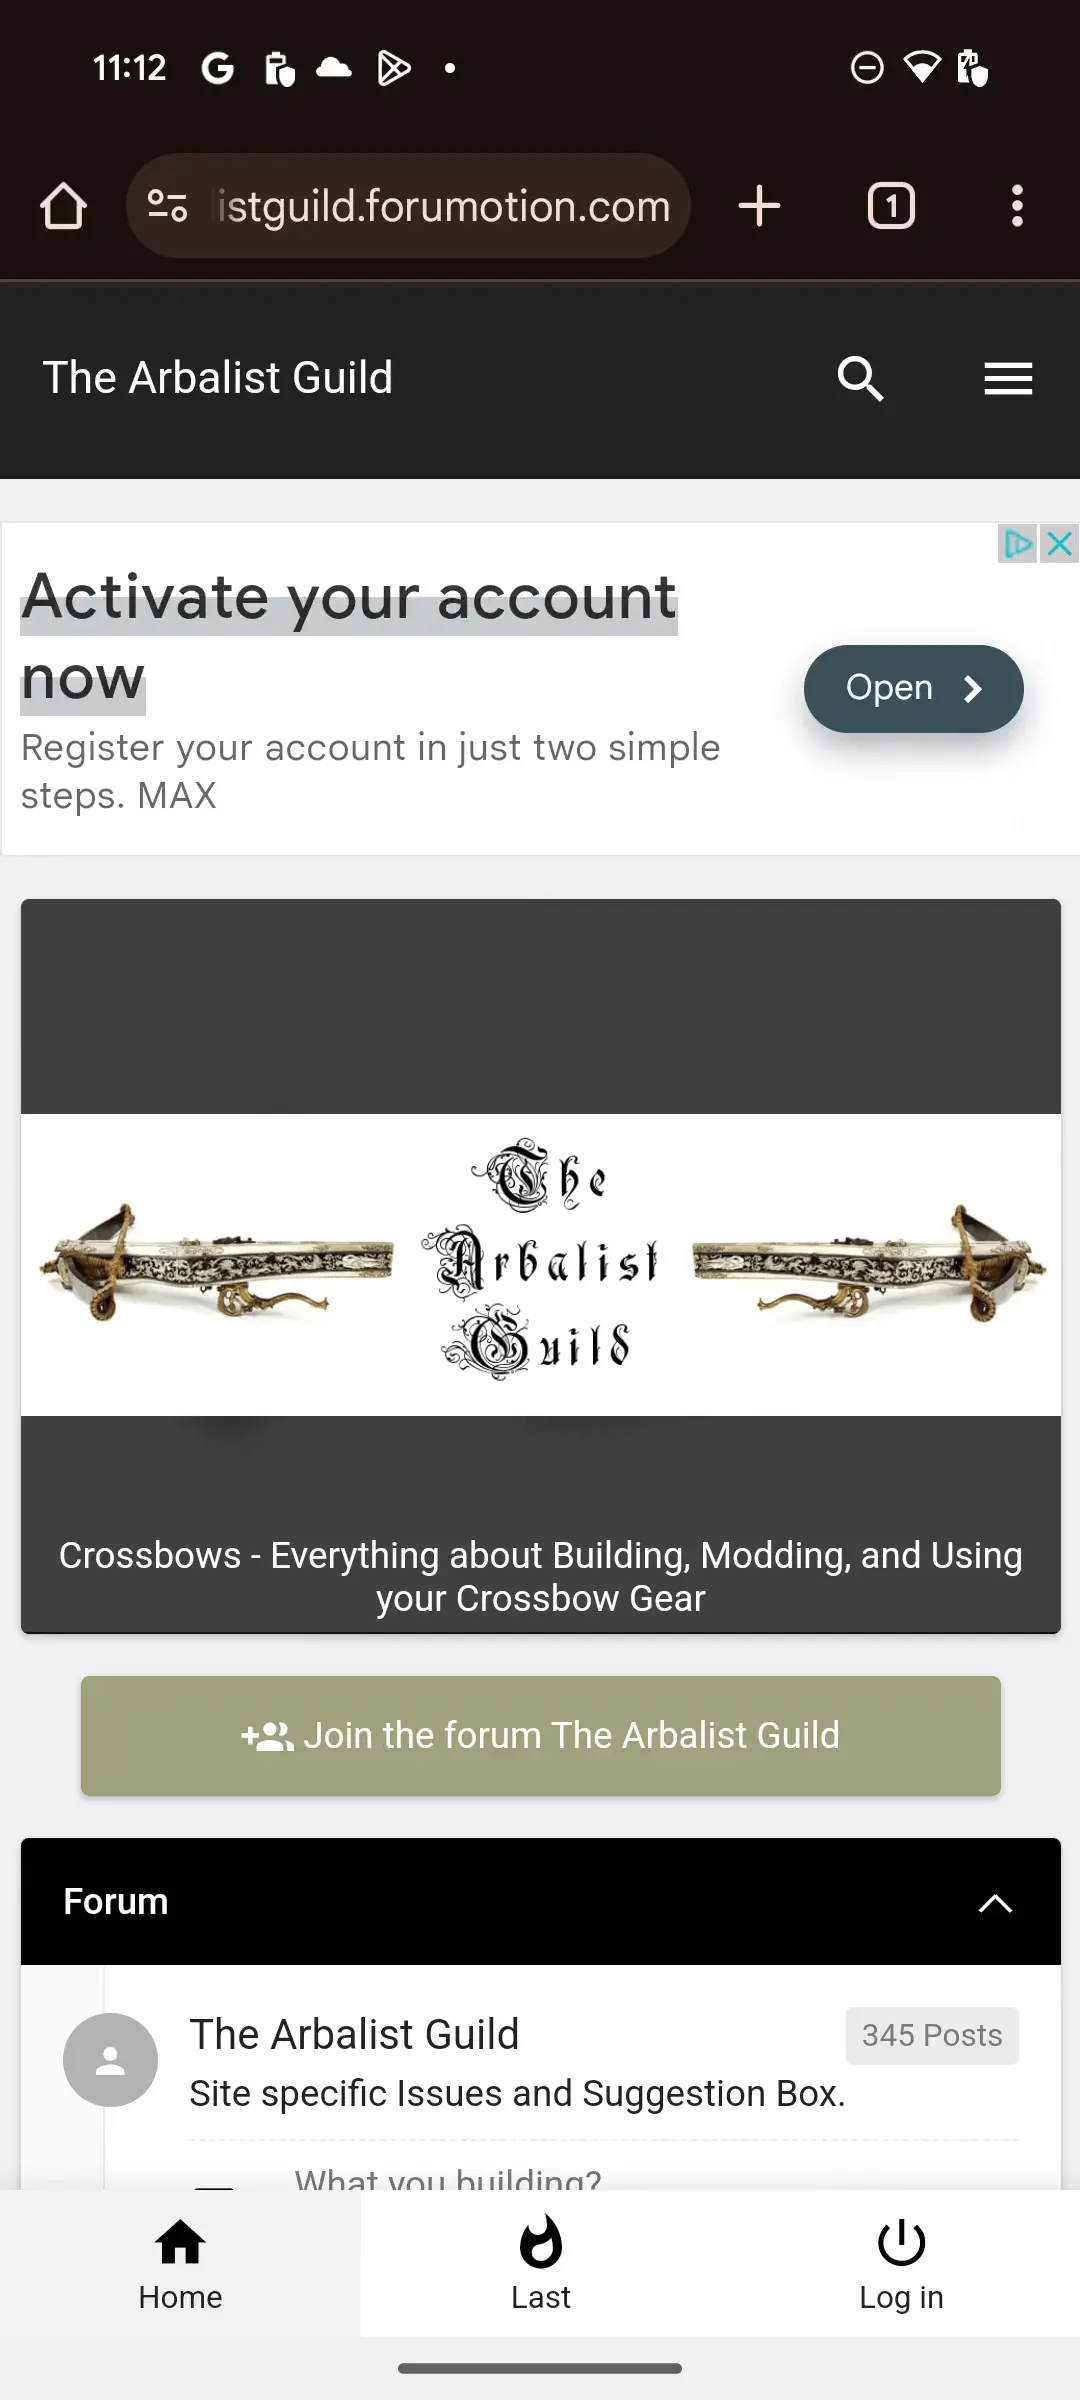 11:12
istguild.forumotion.com
1
The Arbalist Guild
Activate your account
now
Register your account in just two simple
steps. MAX
Open
The
Arbalist
Guild
Crossbows - Everything about Building, Modding, and Using
your Crossbow Gear
Join the forum The Arbalist Guild
Forum
The Arbalist Guild
345 Posts
Site specific Issues and Suggestion Box.
What you building?
Home
Last
Log in